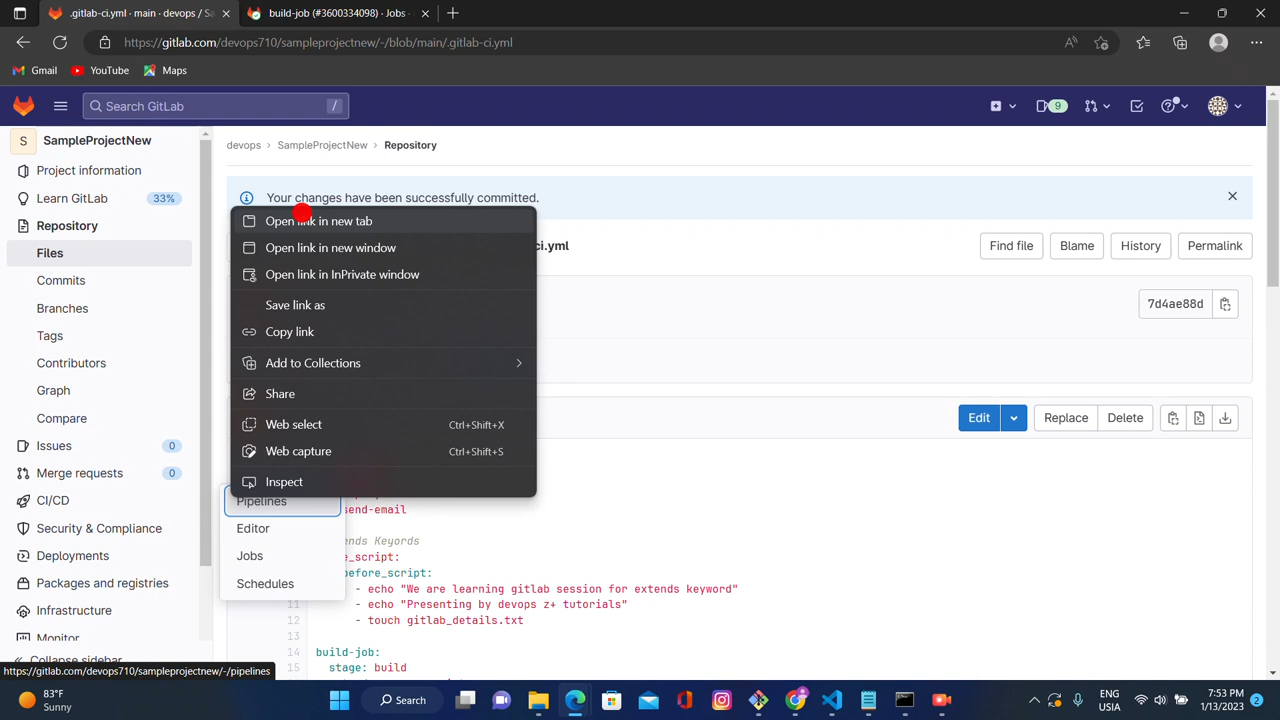 .gitlab-ci.yml · main · devops / Sa
build-job (#3600334098) · Jobs ·
https://gitlab.com/devops710/sampleprojectnew/-/blob/main/.gitlab-ci.yml
Gmail
YouTube
Maps
Search GitLab
/
9
S
SampleProjectNew
Project information
Learn GitLab
33%
Repository
Files
Commits
Branches
Tags
Contributors
Graph
Compare
Issues
0
Merge requests
0
CI/CD
Security & Compliance
Deployments
Packages and registries
Infrastructure
Monitor
Collapse sidebar
https://gitlab.com/devops710/sampleprojectnew/-/pipelines
devops > SampleProjectNew > Repository
Your changes have been successfully committed.
Open link in new tab
Open link in new window
Open link in InPrivate window
Save link as
Copy link
Add to Collections
Share
Web select
Ctrl+Shift+X
Web capture
Ctrl+Shift+S
Inspect
Pipelines
Editor
Jobs
Schedules
ci.yml
Find file
Blame
History
Permalink
7d4ae88d
Edit
Replace
Delete
send-email
ends Keyords
e_script:
efore_script:
- echo "We are learning gitlab session for extends keyword"
11 - echo "Presenting by devops z+ tutorials"
12 - touch gitlab_details.txt
13
14 build-job:
15 stage: build
83°F
Sunny
Search
ENG
USIA
7:53 PM
1/13/2023
2